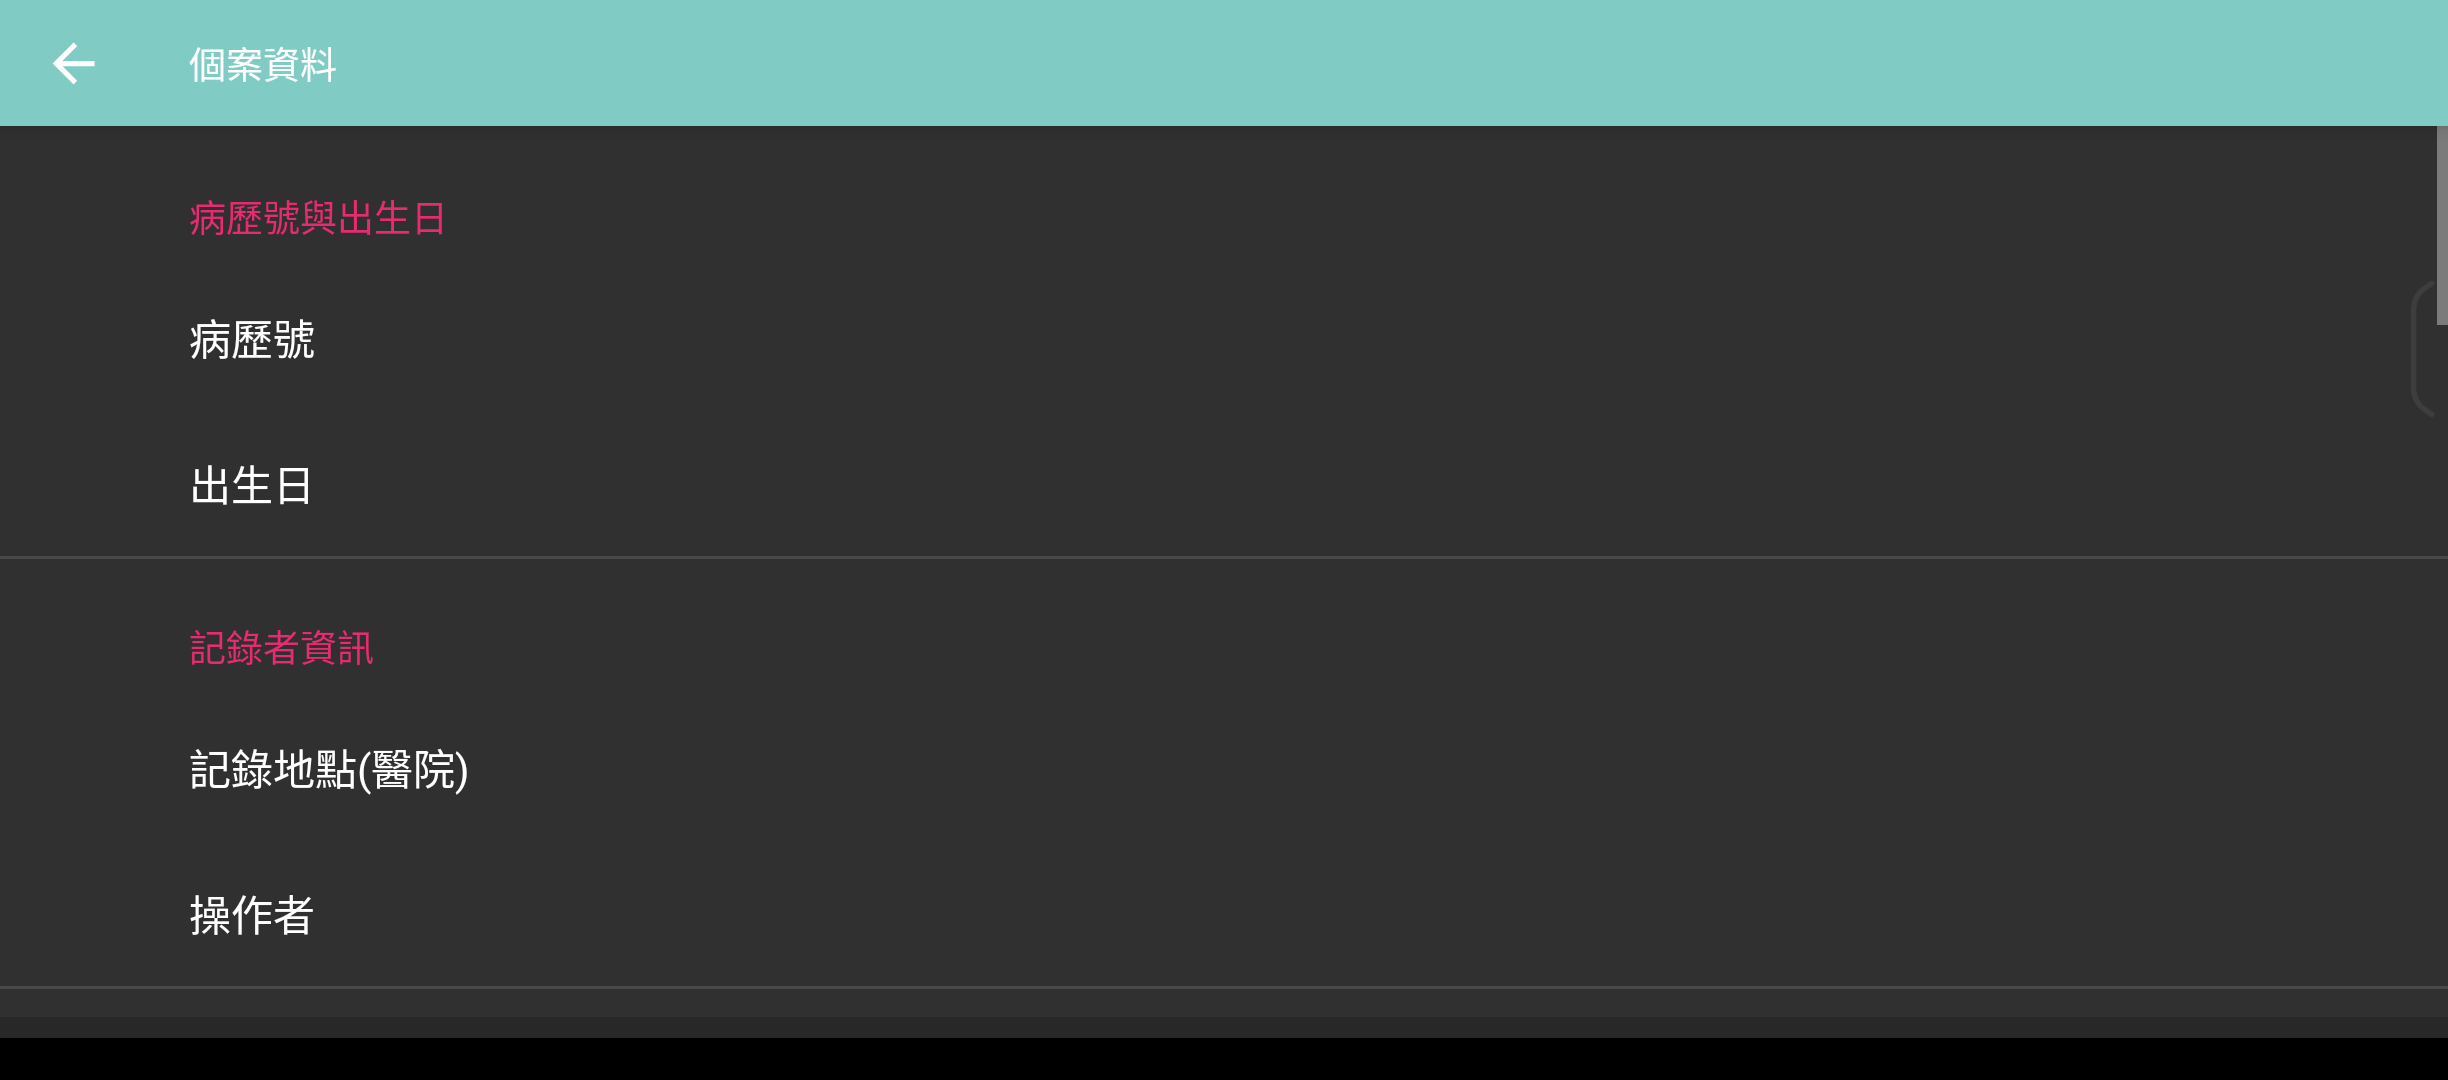 個案資料
病歷號與出生日
病歷號
出生日
記錄者資訊
記錄地點(醫院)
操作者